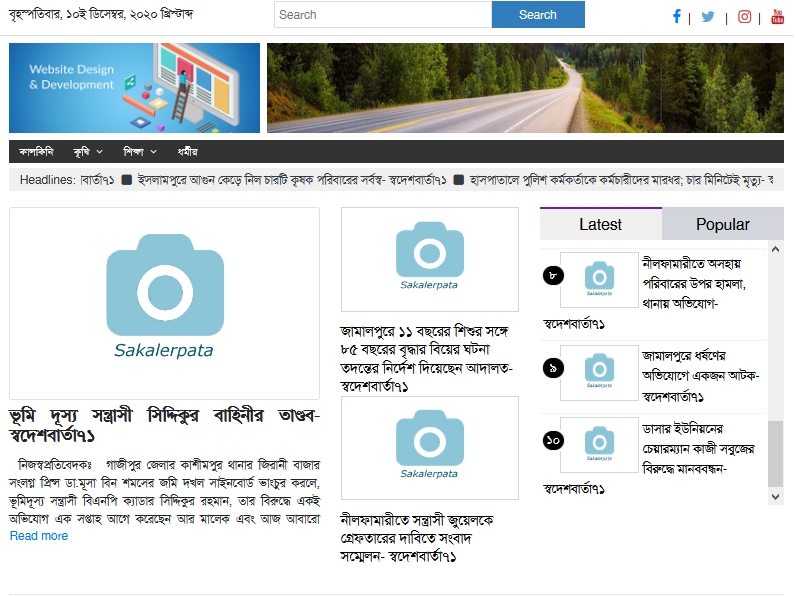 বৃহস্পতিবার, ১০ই ডিসেম্বর, ২০২০ খ্রিস্টাব্দ
Search
Search
| | |
You
Tube
Website Design
& Development
কালকিনি কৃষি শিক্ষা ধর্মীয়
Headlines: বার্তা৭১ ইসলামপুরে আগুন কেড়ে নিল চারটি কৃষক পরিবারের সর্বস্ব- স্বদেশবার্তা৭১ হাসপাতালে পুলিশ কর্মকর্তাকে কর্মচারীদের মারধর; চার মিনিটেই মৃত্যু-
Sakalerpata
ভূমি দূস্য সন্ত্রাসী সিদ্দিকুর বাহিনীর তাণ্ডব-
স্বদেশবার্তা৭১
নিজস্বপ্রতিবেদকঃ গাজীপুর জেলার কাশীমপুর থানার জিরানী বাজার
সংলগ্ন প্রিন্স ডা.মূসা বিন শমসের জমি দখল সাইনবোর্ড ভাংচুর করলে,
ভূমিদূস্য সন্ত্রাসী বিএনপি ক্যাডার সিদ্দিকুর রহমান, তার বিরুদ্ধে একই
অভিযোগ এক সপ্তাহ আগে করেছেন আর মালেক এবং আজ আবারো
Read more
Sakalerpata
জামালপুরে ১১ বছরের শিশুর সঙ্গে
৮৫ বছরের বৃদ্ধার বিয়ের ঘটনা
তদন্তের নির্দেশ দিয়েছেন আদালত-
স্বদেশবার্তা৭১
Sakalerpata
নীলফামারীতে সন্ত্রাসী জুয়েলকে
গ্রেফতারের দাবিতে সংবাদ
সম্মেলন- স্বদেশবার্তা৭১
Latest Popular
৮
Sakalerpata
নীলফামারীতে অসহায়
পরিবারের উপর হামলা,
থানায় অভিযোগ-
স্বদেশবার্তা৭১
৯
Sakalerpata
জামালপুরে ধর্ষণের
অভিযোগে একজন আটক-
স্বদেশবার্তা৭১
১০
Sakalerpata
ডাসার ইউনিয়নের
চেয়ারম্যান কাজী সবুজের
বিরুদ্ধে মানববন্ধন-
স্বদেশবার্তা৭১